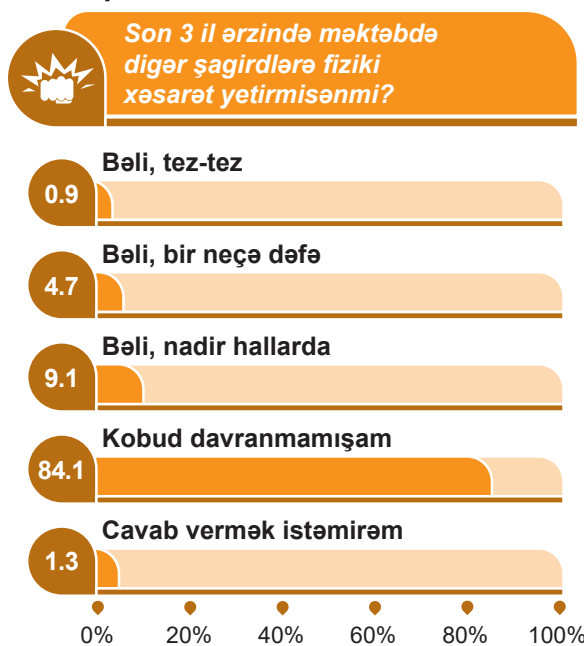 Son 3 il ərzində məktəbdə
digər şagirdlərə fiziki
xəsarət yetirmisənmi?
Bəli, tez-tez
0.9
Bəli, bir neçə dəfə
4.7
Bəli, nadir hallarda
9.1
Kobud davranmamışam
84.1
Cavab vermək istəmirəm
1.3
0% 20% 40% 60% 80% 100%